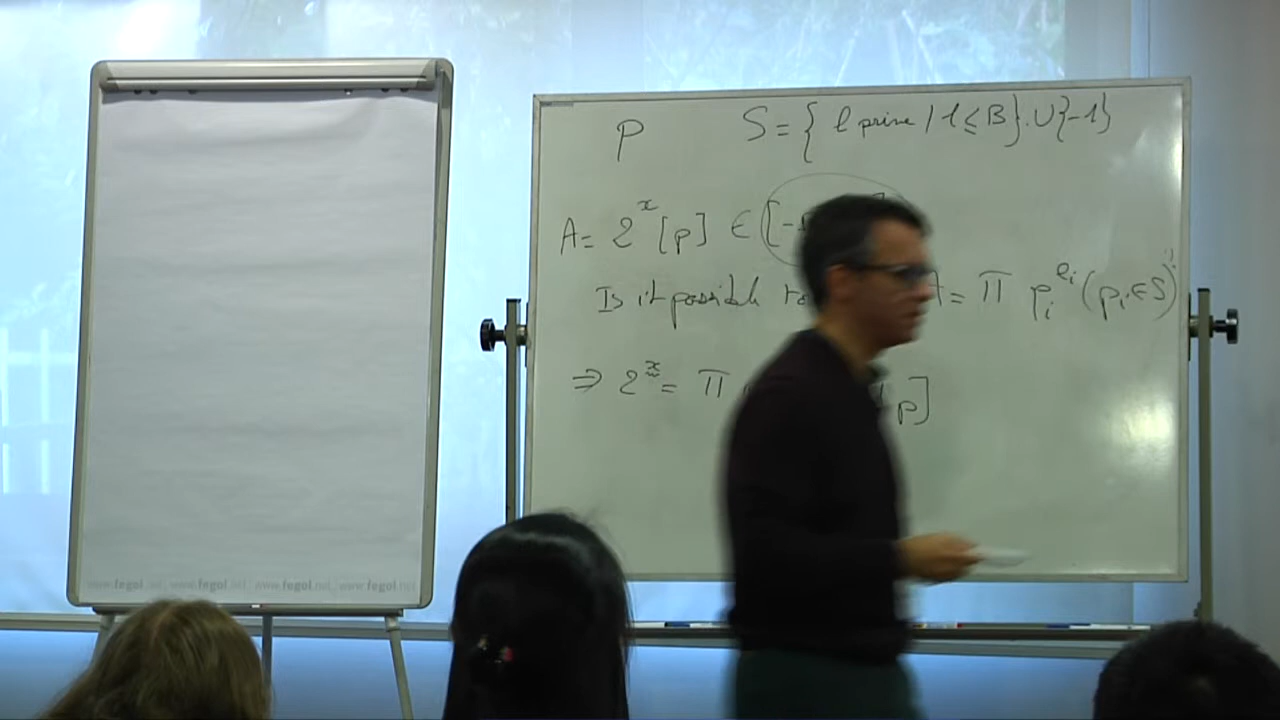 P S = { l prime / l ≤ B } . U {-1}
A = 2^x [p] ∈ [-
Is it possible to = Π p_i^{e_i} (p_i ∈ S)
⇒ 2^x = Π p]
www.fegol.net www.fegol.net www.fegol.net www.fegol.net